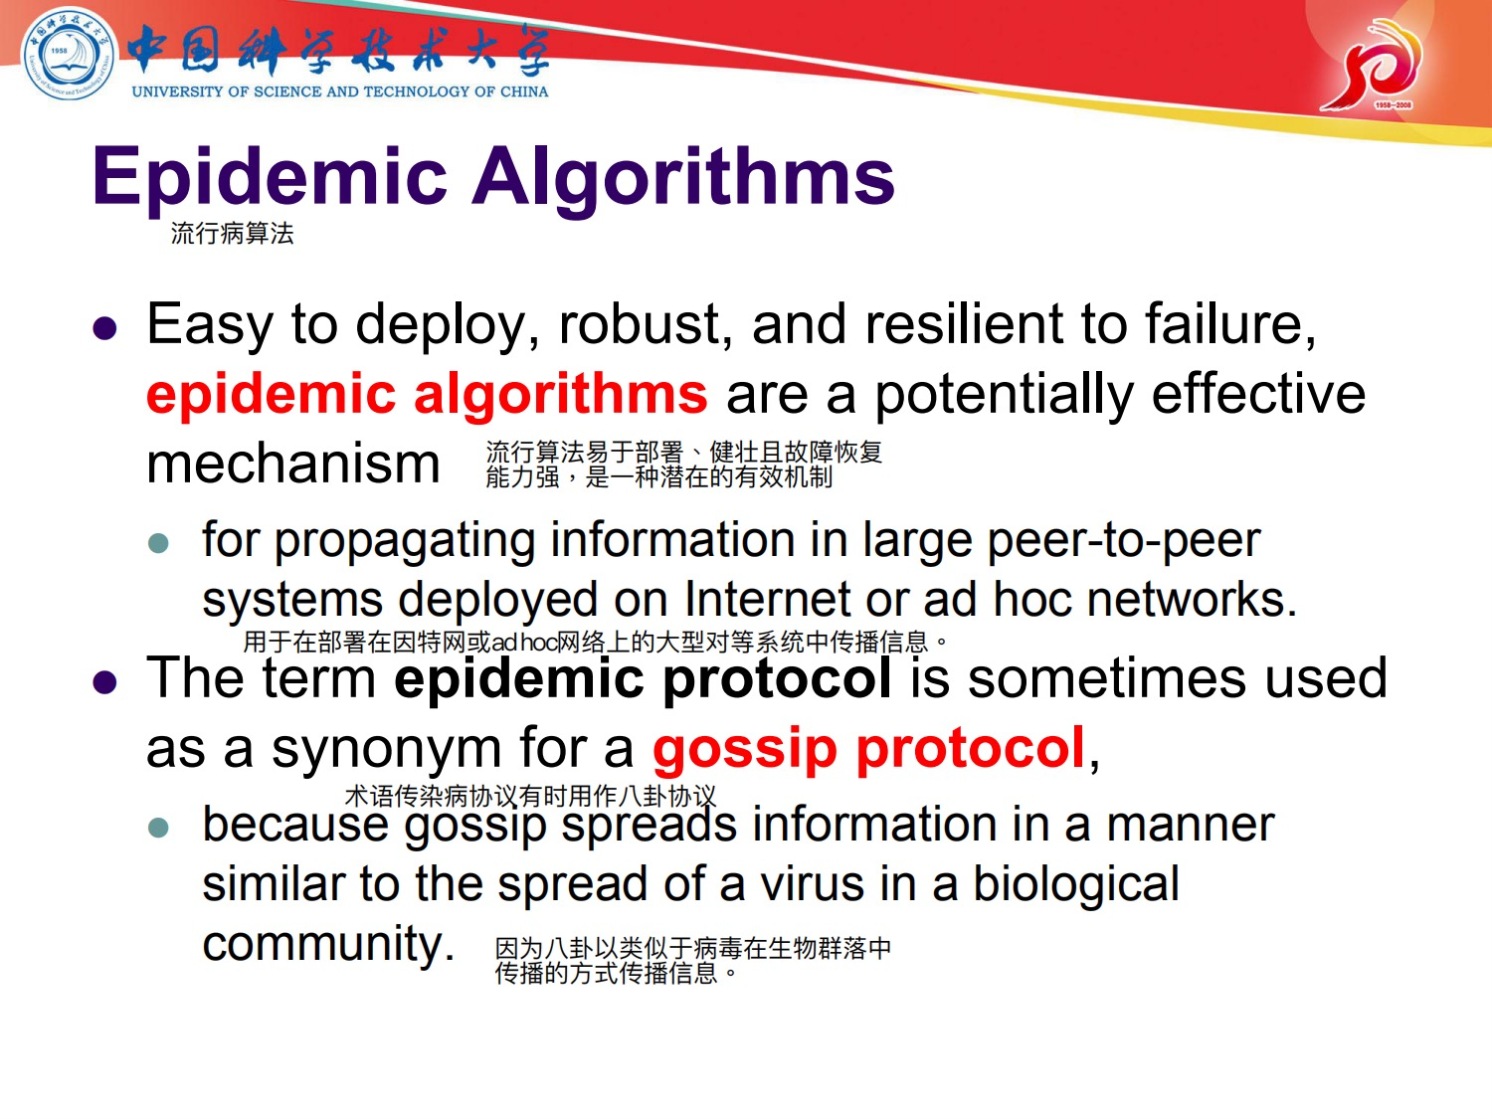 中国科学技术大学
UNIVERSITY OF SCIENCE AND TECHNOLOGY OF CHINA
1958
1958-2008
Epidemic Algorithms
流行病算法
Easy to deploy, robust, and resilient to failure,
epidemic algorithms are a potentially effective
mechanism
流行算法易于部署、健壮且故障恢复
能力强，是一种潜在的有效机制
for propagating information in large peer-to-peer
systems deployed on Internet or ad hoc networks.
用于在部署在因特网或ad hoc网络上的大型对等系统中传播信息。
The term epidemic protocol is sometimes used
as a synonym for a gossip protocol,
术语传染病协议有时用作八卦协议
because gossip spreads information in a manner
similar to the spread of a virus in a biological
community.
因为八卦以类似于病毒在生物群落中
传播的方式传播信息。